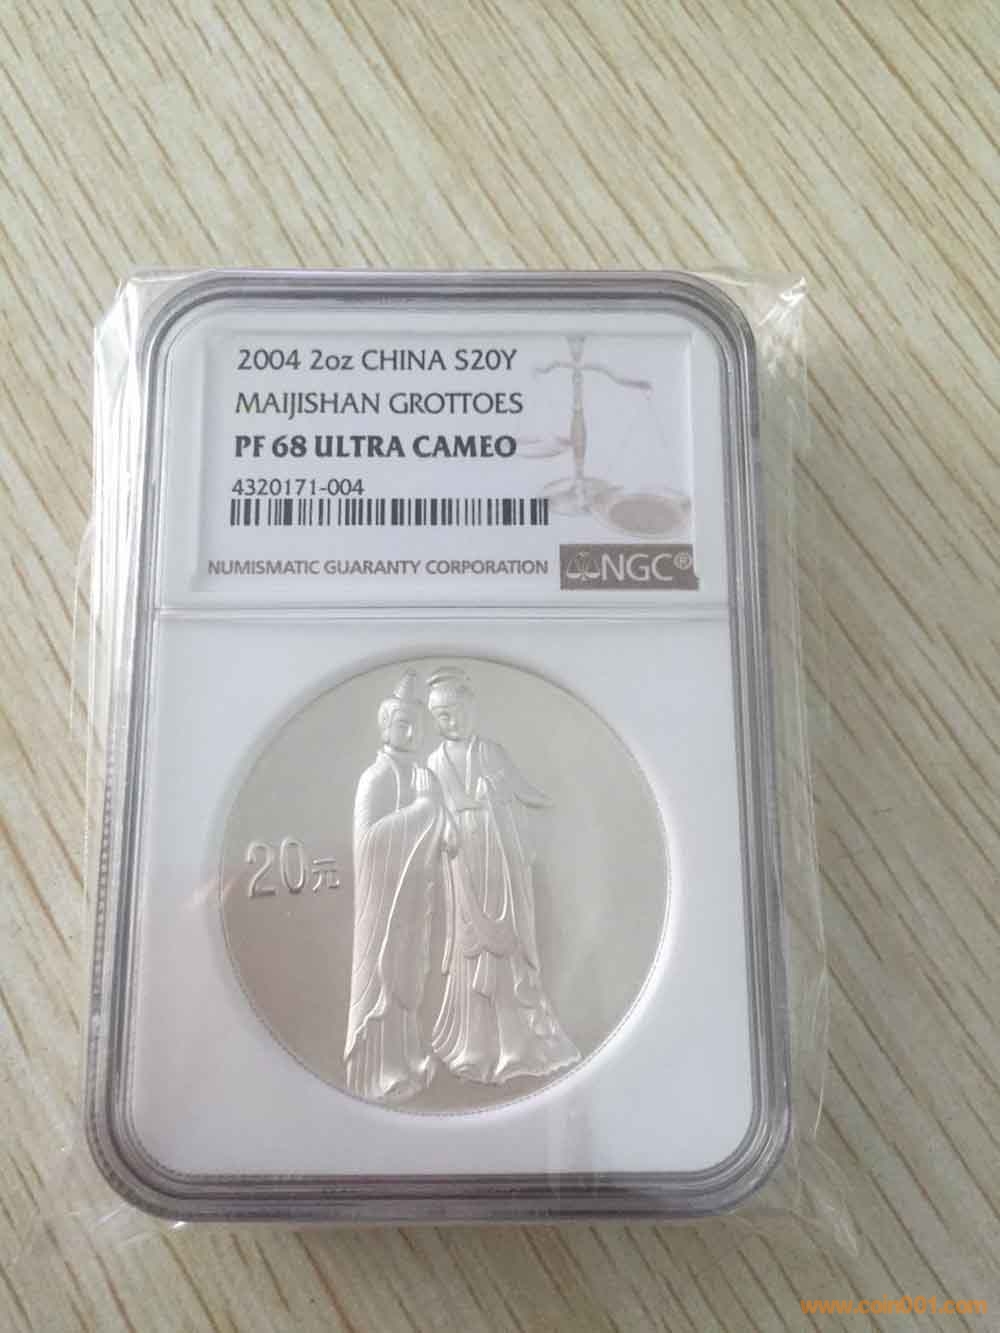 2004 2oz CHINA S20Y
MAIJISHAN GROTTOES
PF 68 ULTRA CAMEO
4320171-004
NUMISMATIC GUARANTY CORPORATION
NGC®
20元
www.coin001.com